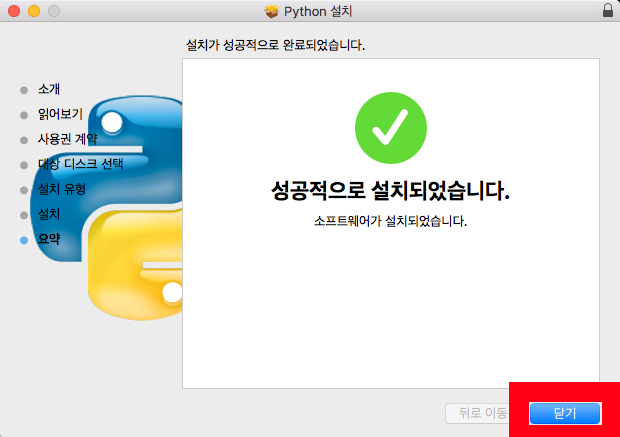 Python 설치
설치가 성공적으로 완료되었습니다.
소개
읽어보기
사용권 계약
대상 디스크 선택
설치 유형
설치
요약
성공적으로 설치되었습니다.
소프트웨어가 설치되었습니다.
뒤로 이동
닫기